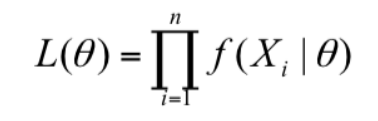 L(θ) = ∏_{i=1}^{n} f(X_i | θ)